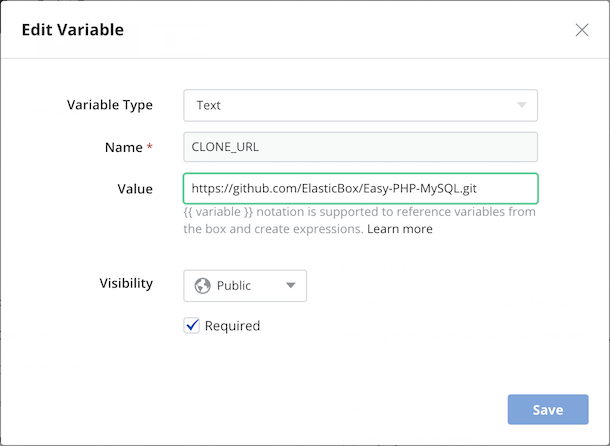 Edit Variable
Variable Type
Text
Name *
CLONE_URL
Value
https://github.com/ElasticBox/Easy-PHP-MySQL.git
{{ variable }} notation is supported to reference variables from
the box and create expressions. Learn more
Visibility
Public
Required
Save